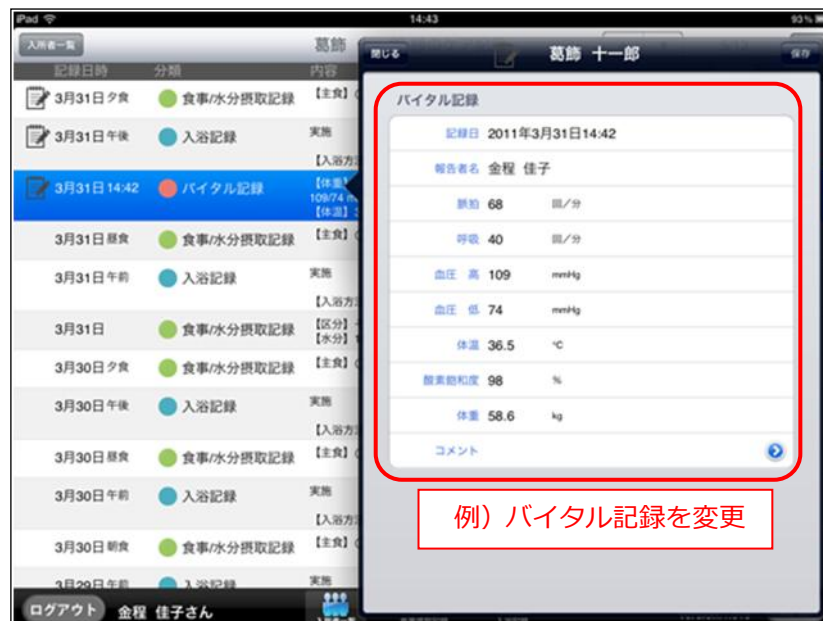 iPad 14:43 93%
入所者一覧 葛飾
閉じる 葛飾 十一郎 保存
記録日時 分類 内容
3月31日夕食 食事/水分摂取記録 【主食】
3月31日午後 入浴記録 実施
【入浴方
3月31日14:42 バイタル記録 【体重】
109/74
【体温】
3月31日昼食 食事/水分摂取記録 【主食】
3月31日午前 入浴記録 実施
【入浴方
3月31日 食事/水分摂取記録 【区分】
【水分】
3月30日夕食 食事/水分摂取記録 【主食】
3月30日午後 入浴記録 実施
【入浴方
3月30日昼食 食事/水分摂取記録 【主食】
3月30日午前 入浴記録 実施
【入浴方
3月30日朝食 食事/水分摂取記録 【主食】
3月29日午前 入浴記録 実施
バイタル記録
記録日 2011年3月31日14:42
報告者名 金程 佳子
脈拍 68 回/分
呼吸 40 回/分
血圧 高 109 mmHg
血圧 低 74 mmHg
体温 36.5 ℃
酸素飽和度 98 %
体重 58.6 kg
コメント
例）バイタル記録を変更
ログアウト 金程 佳子さん